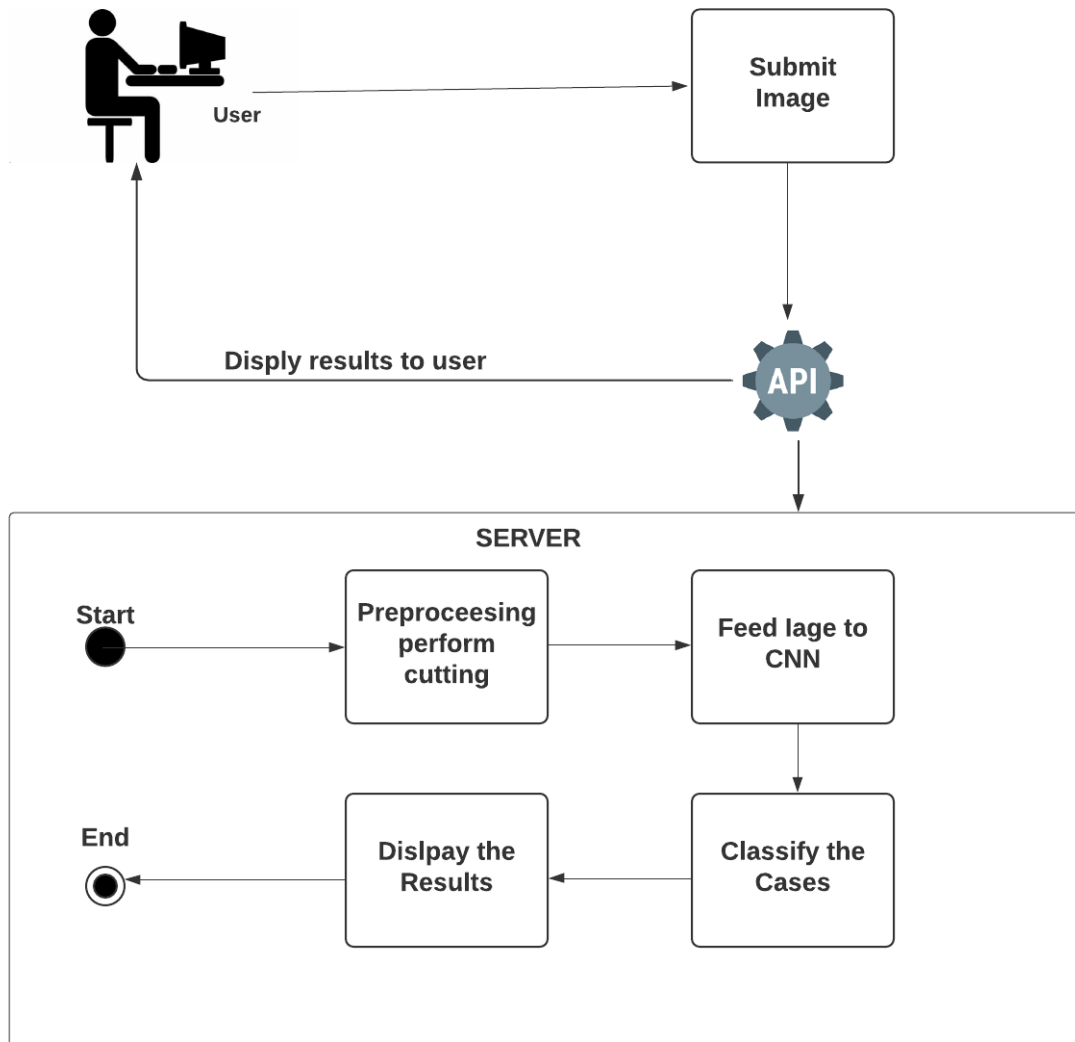 Submit
Image
User
Disply results to user
API
SERVER
Start
Preproceesing
perform
cutting
Feed Iage to
CNN
End
Dislpay the
Results
Classify the
Cases